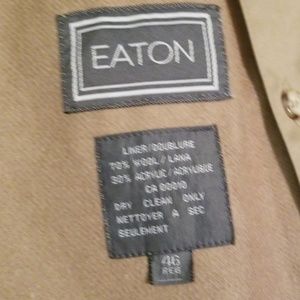 EATON
LINER/DOUBLURE
70% WOOL/LANA
30% ACRYLIC/ACRYLIQUE
CA 00010
DRY CLEAN ONLY
NETTOYER A SEC
SEULEMENT
46
REG